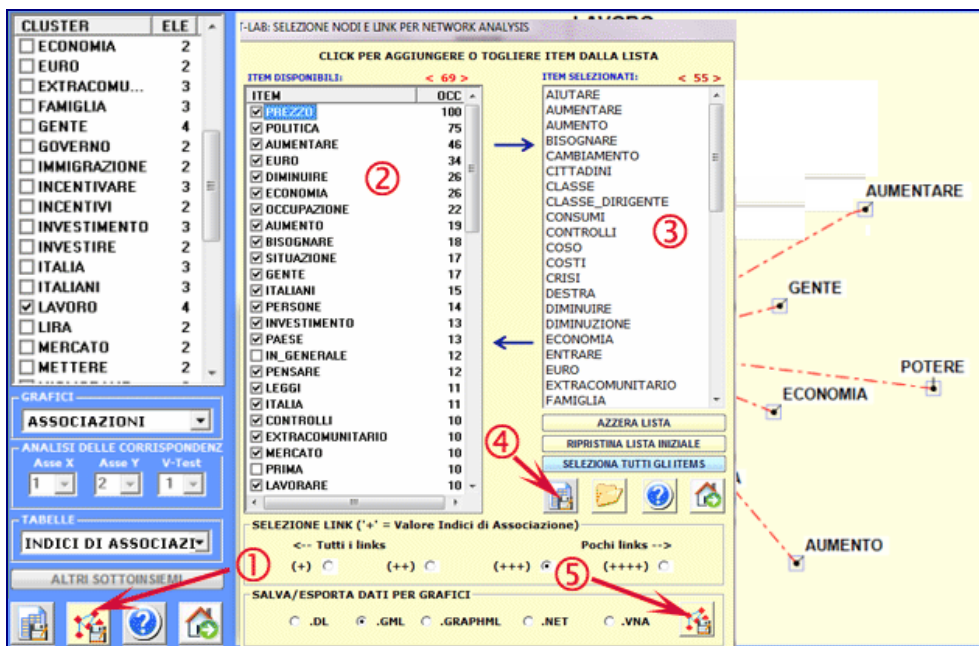 CLUSTER ELE
ECONOMIA 2
EURO 2
EXTRACOMU... 3
FAMIGLIA 3
GENTE 4
GOVERNO 2
IMMIGRAZIONE 2
INCENTIVARE 3
INCENTIVI 2
INVESTIMENTO 3
INVESTIRE 2
ITALIA 3
ITALIANI 3
LAVORO 4
LIRA 2
MERCATO 2
METTERE 2
GRAFICI
ASSOCIAZIONI
ANALISI DELLE CORRISPONDENZ
Asse X Asse Y V-Test
1 2 1
TABELLE
INDICI DI ASSOCIAZI
ALTRI SOTTOINSIEMI
1
T-LAB: SELEZIONE NODI E LINK PER NETWORK ANALYSIS
CLICK PER AGGIUNGERE O TOGLIERE ITEM DALLA LISTA
ITEM DISPONIBILI: < 69 >
ITEM OCC
PREZZO 100
POLITICA 75
AUMENTARE 46
EURO 34
DIMINUIRE 26
ECONOMIA 26
OCCUPAZIONE 22
AUMENTO 19
BISOGNARE 18
SITUAZIONE 17
GENTE 17
ITALIANI 15
PERSONE 14
INVESTIMENTO 13
PAESE 13
IN_GENERALE 12
PENSARE 12
LEGGI 11
ITALIA 11
CONTROLLI 10
EXTRACOMUNITARIO 10
MERCATO 10
PRIMA 10
LAVORARE 10
2
ITEM SELEZIONATI: < 55 >
AIUTARE
AUMENTARE
AUMENTO
BISOGNARE
CAMBIAMENTO
CITTADINI
CLASSE
CLASSE_DIRIGENTE
CONSUMI
CONTROLLI
COSO
COSTI
CRISI
DESTRA
DIMINUIRE
DIMINUZIONE
ECONOMIA
ENTRARE
EURO
EXTRACOMUNITARIO
FAMIGLIA
3
AZZERA LISTA
RIPRISTINA LISTA INIZIALE
SELEZIONA TUTTI GLI ITEMS
4
SELEZIONE LINK ('+' = Valore Indici di Associazione)
<-- Tutti i links Pochi links -->
(+) (++) (+++) (++++)
5
SALVA/ESPORTA DATI PER GRAFICI
.DL .GML .GRAPHML .NET .VNA
LAVORO
AUMENTARE
GENTE
POTERE
ECONOMIA
AUMENTO